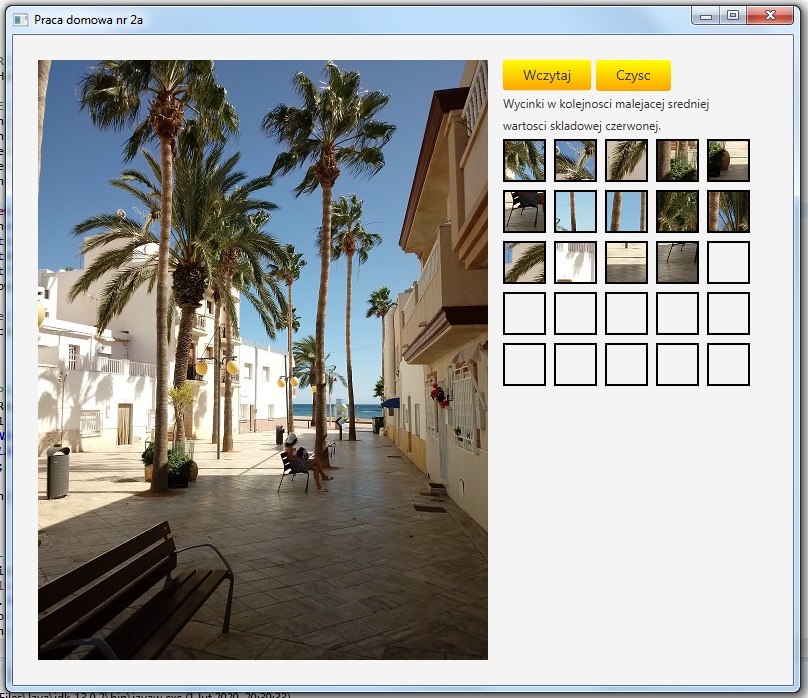 Praca domowa nr 2a
Wczytaj
Czysc
Wycinki w kolejnosci malejacej sredniej
wartosci skladowej czerwonej.
Files\Java\jdk-13.0.2\bin\javaw.exe (1 lut 2020, 20:39:33)